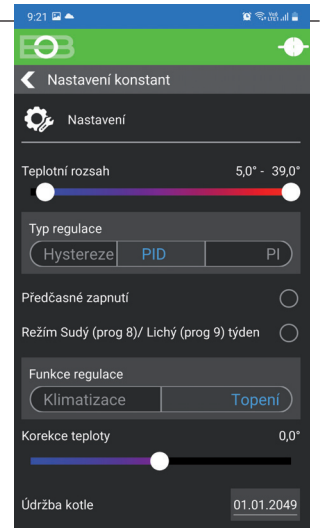 9:21
EOB
Nastavení konstant
Nastavení
Teplotní rozsah 5,0° - 39,0°
Typ regulace
Hystereze PID PI
Předčasné zapnutí
Režím Sudý (prog 8)/ Lichý (prog 9) týden
Funkce regulace
Klimatizace Topení
Korekce teploty 0,0°
Údržba kotle 01.01.2049